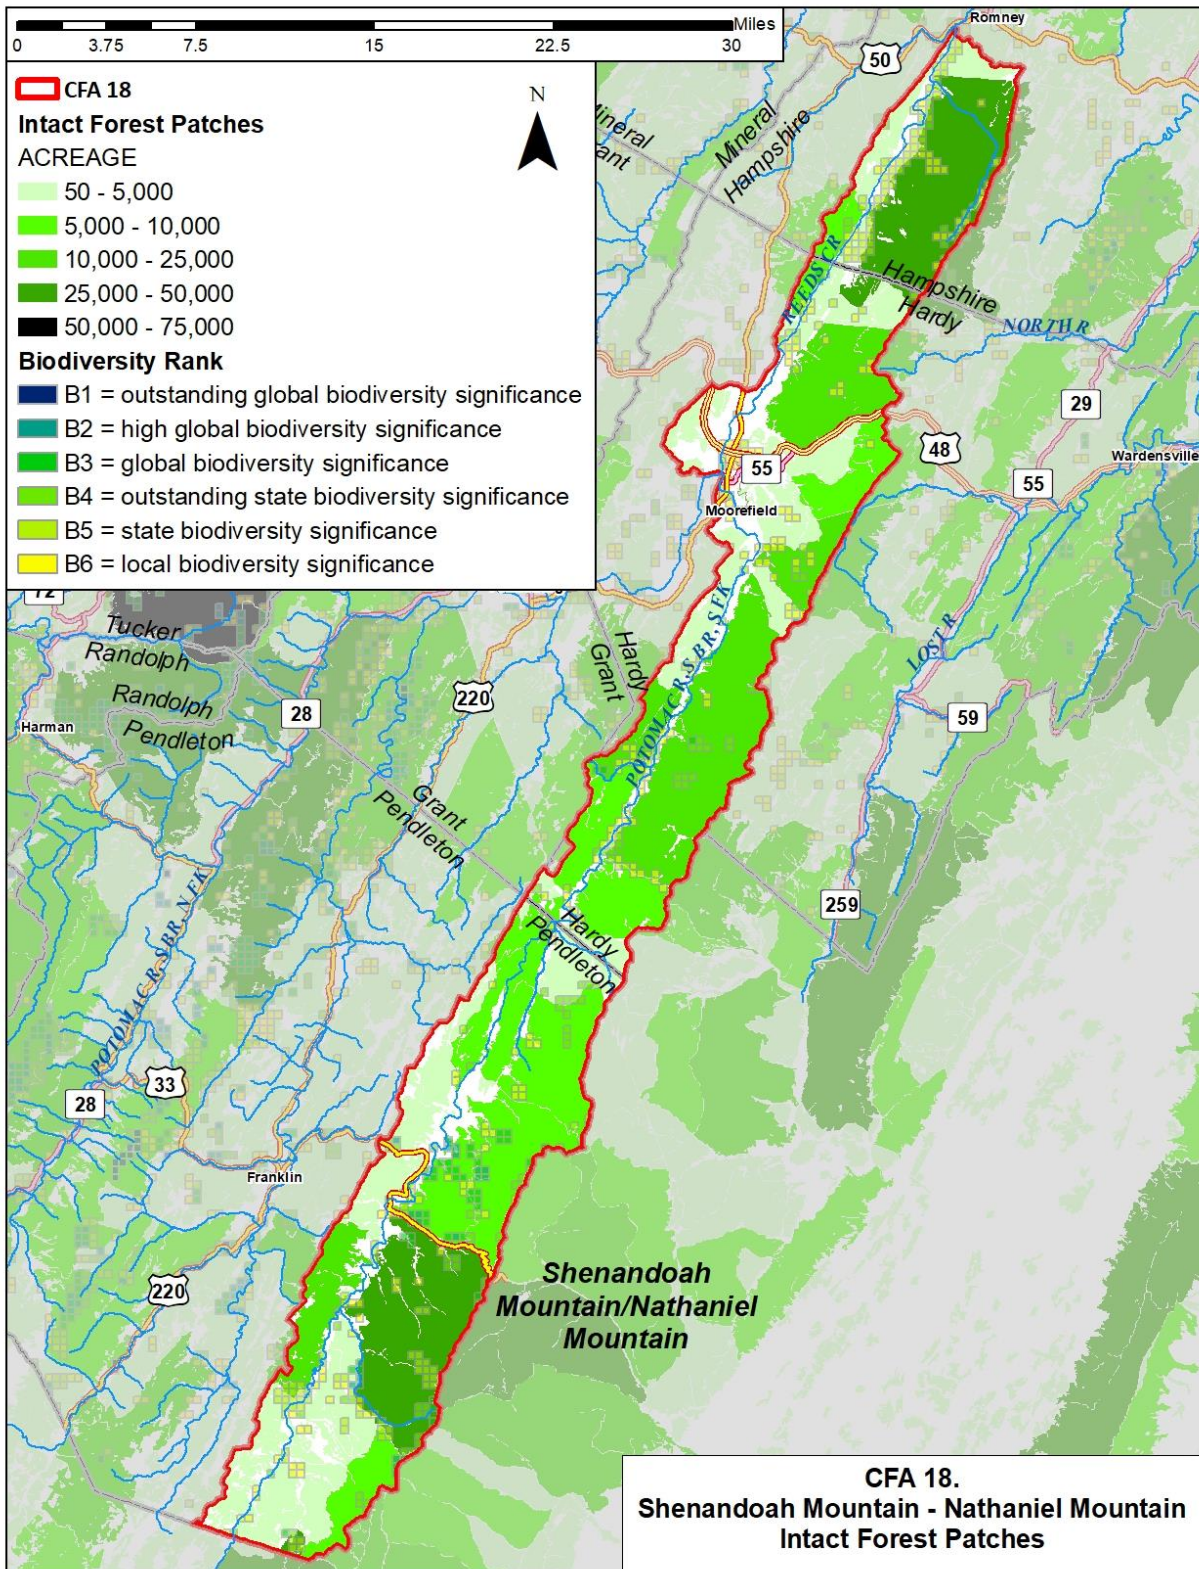 Miles
0 3.75 7.5 15 22.5 30
CFA 18
Intact Forest Patches
ACREAGE
50 - 5,000
5,000 - 10,000
10,000 - 25,000
25,000 - 50,000
50,000 - 75,000
Biodiversity Rank
B1 = outstanding global biodiversity significance
B2 = high global biodiversity significance
B3 = global biodiversity significance
B4 = outstanding state biodiversity significance
B5 = state biodiversity significance
B6 = local biodiversity significance
N
Romney
50
Mineral
Hampshire
Mineral
REEDS CR
Hampshire
Hardy
NORTH R
29
48
Wardensville
55
55
Moorefield
72
Tucker
Randolph
Randolph
Pendleton
Harman
28
220
Hardy
Grant
POTOMAC R, S BR, S FK
LOST R
59
Grant
Pendleton
259
Hardy
Pendleton
POTOMAC R, S BR, N FK
33
28
Franklin
220
Shenandoah
Mountain/Nathaniel
Mountain
CFA 18.
Shenandoah Mountain - Nathaniel Mountain
Intact Forest Patches